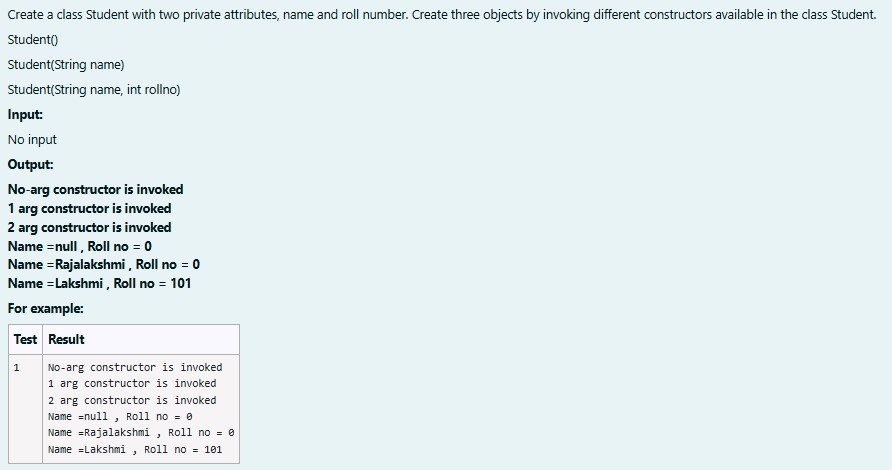 Create a class Student with two private attributes, name and roll number. Create three objects by invoking different constructors available in the class Student.
Student()
Student(String name)
Student(String name, int rollno)
Input:
No input
Output:
No-arg constructor is invoked
1 arg constructor is invoked
2 arg constructor is invoked
Name =null , Roll no = 0
Name =Rajalakshmi , Roll no = 0
Name =Lakshmi , Roll no = 101
For example:
Test Result
1 No-arg constructor is invoked
1 arg constructor is invoked
2 arg constructor is invoked
Name =null , Roll no = 0
Name =Rajalakshmi , Roll no = 0
Name =Lakshmi , Roll no = 101